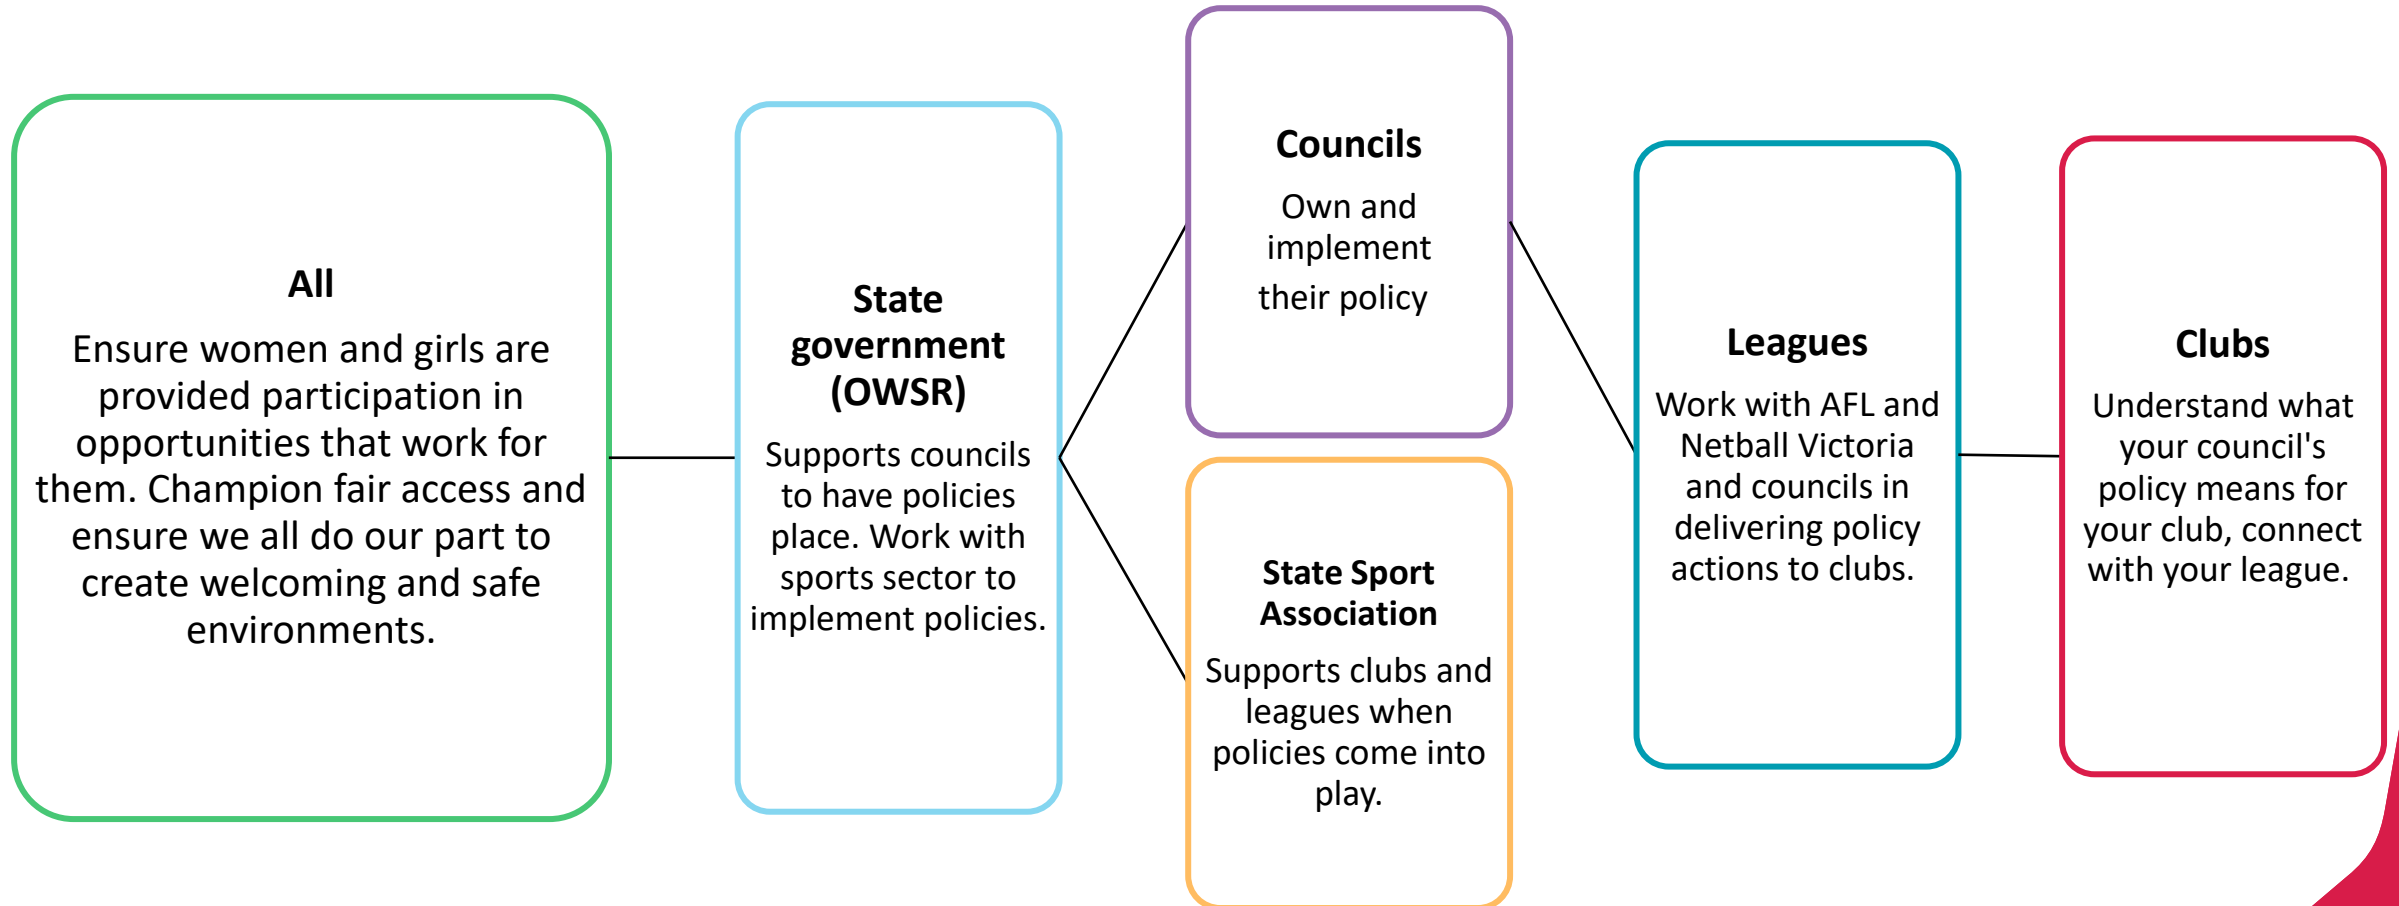 All
Ensure women and girls are
provided participation in
opportunities that work for
them. Champion fair access and
ensure we all do our part to
create welcoming and safe
environments.
State
government
(OWSR)
Supports councils
to have policies
place. Work with
sports sector to
implement policies.
Councils
Own and
implement
their policy
State Sport
Association
Supports clubs and
leagues when
policies come into
play.
Leagues
Work with AFL and
Netball Victoria
and councils in
delivering policy
actions to clubs.
Clubs
Understand what
your council's
policy means for
your club, connect
with your league.